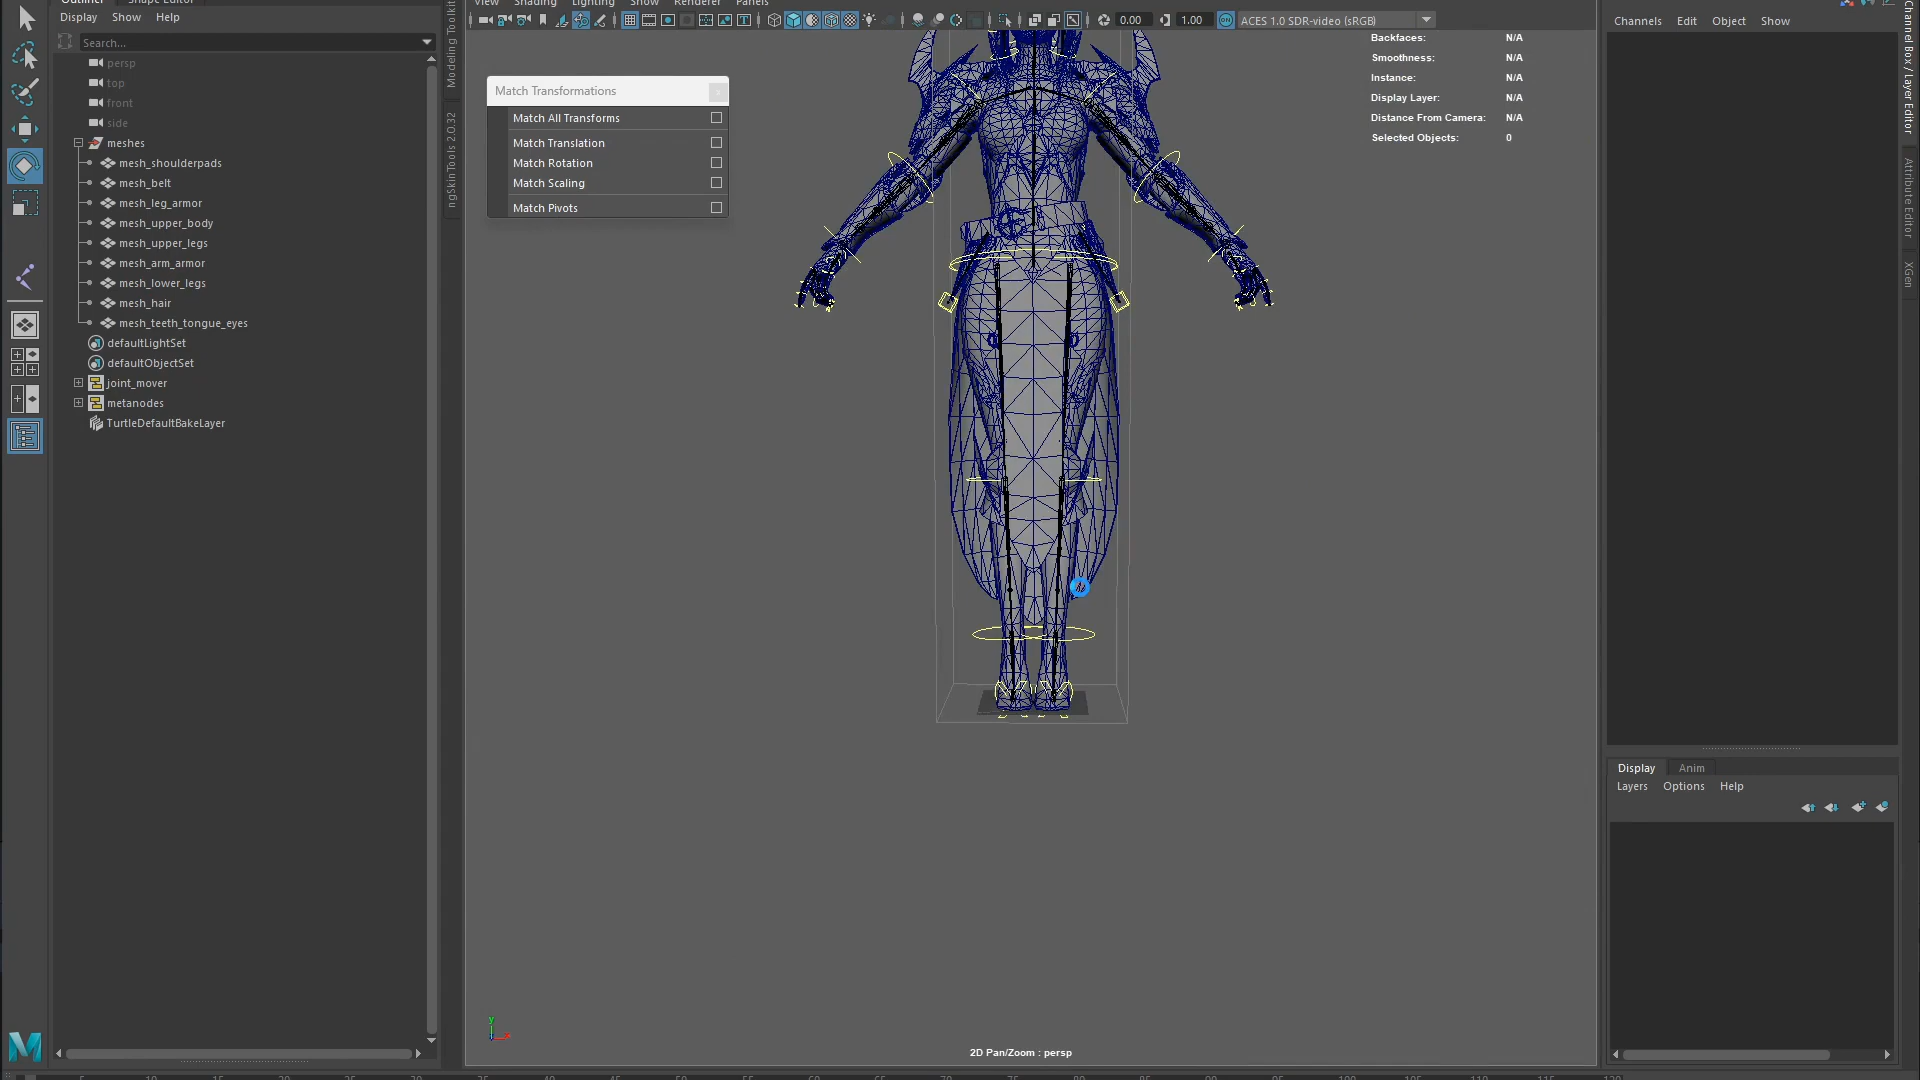 Outliner
Shape Editor
Display Show Help
Search...
persp
top
front
side
meshes
mesh_shoulderpads
mesh_belt
mesh_leg_armor
mesh_upper_body
mesh_upper_legs
mesh_arm_armor
mesh_lower_legs
mesh_hair
mesh_teeth_tongue_eyes
defaultLightSet
defaultObjectSet
joint_mover
metanodes
TurtleDefaultBakeLayer
Modeling Toolkit
ngSkinTools 2.0.32
View Shading Lighting Show Renderer Panels
0.00 1.00 ACES 1.0 SDR-video (sRGB)
Match Transformations
Match All Transforms
Match Translation
Match Rotation
Match Scaling
Match Pivots
Backfaces: N/A
Smoothness: N/A
Instance: N/A
Display Layer: N/A
Distance From Camera: N/A
Selected Objects: 0
y
2D Pan/Zoom : persp
Channels Edit Object Show
Channel Box / Layer Editor
Attribute Editor
XGen
Display Anim
Layers Options Help